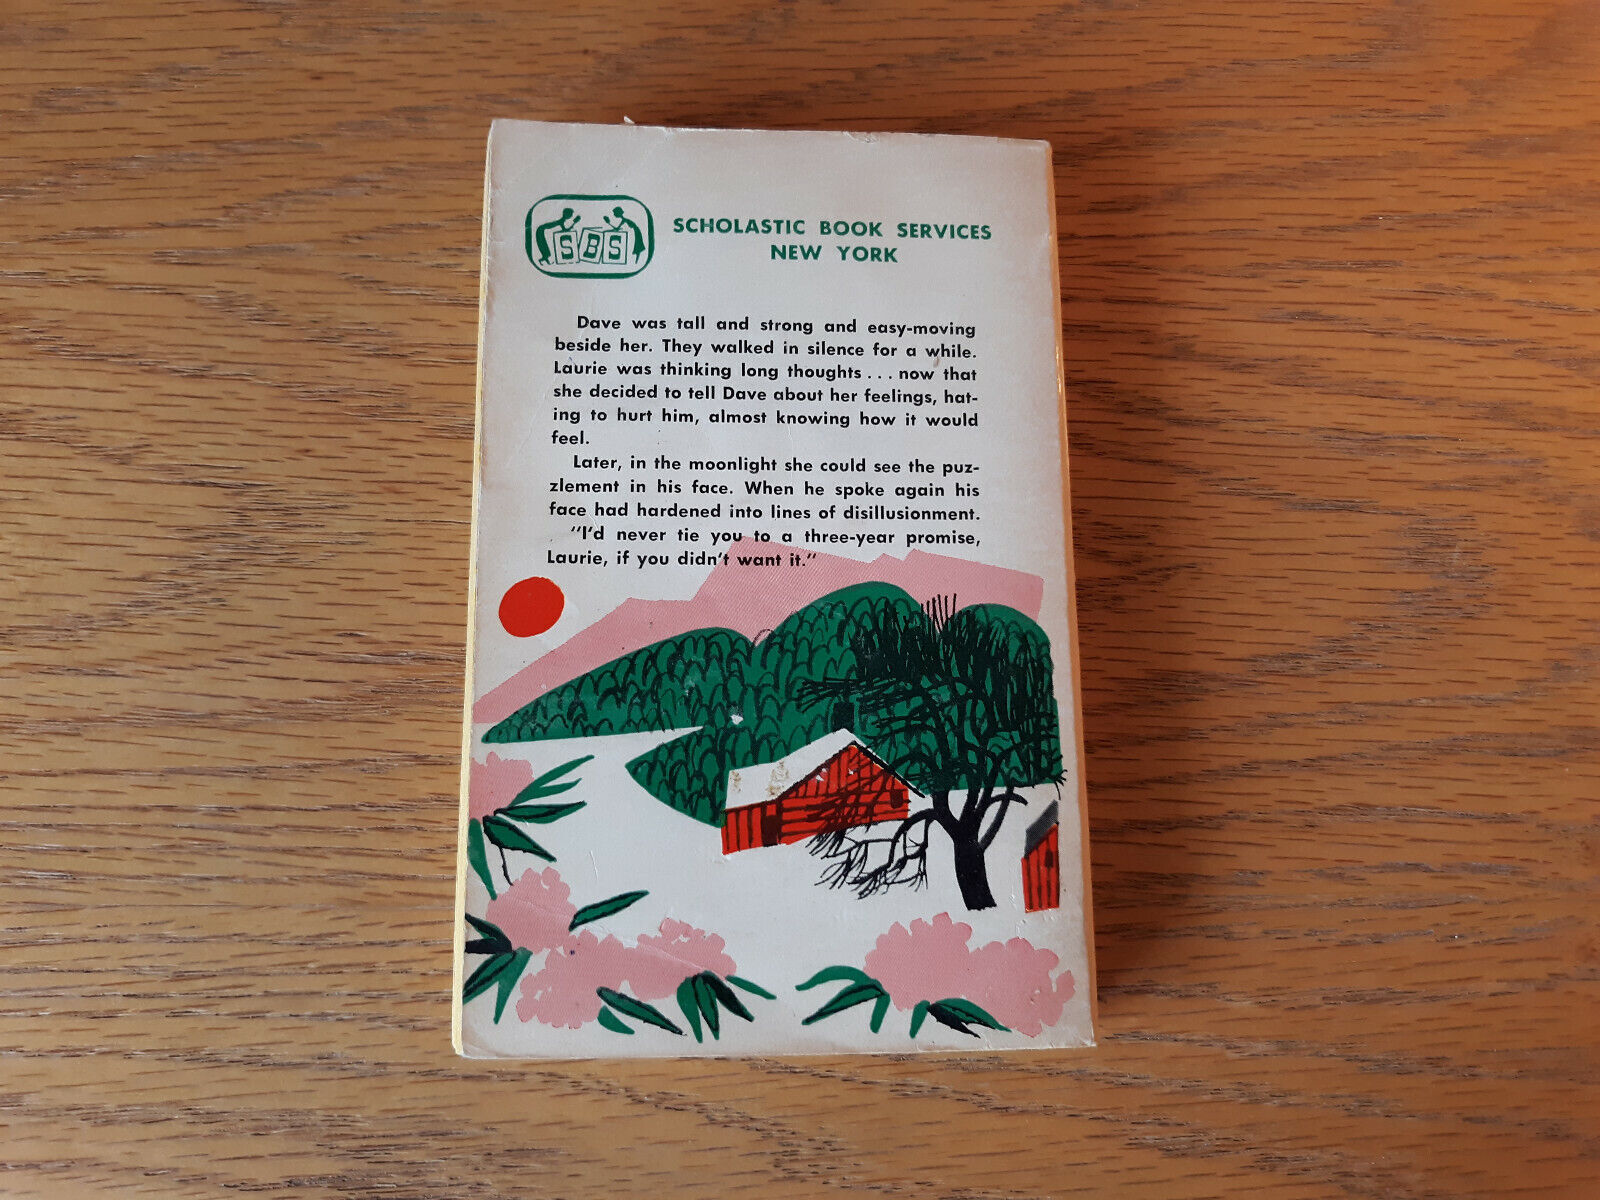 SBS
SCHOLASTIC BOOK SERVICES
NEW YORK
Dave was tall and strong and easy-moving
beside her. They walked in silence for a while.
Laurie was thinking long thoughts . . . now that
she decided to tell Dave about her feelings, hat-
ing to hurt him, almost knowing how it would
feel.
Later, in the moonlight she could see the puz-
zlement in his face. When he spoke again his
face had hardened into lines of disillusionment.
"I'd never tie you to a three-year promise,
Laurie, if you didn't want it."